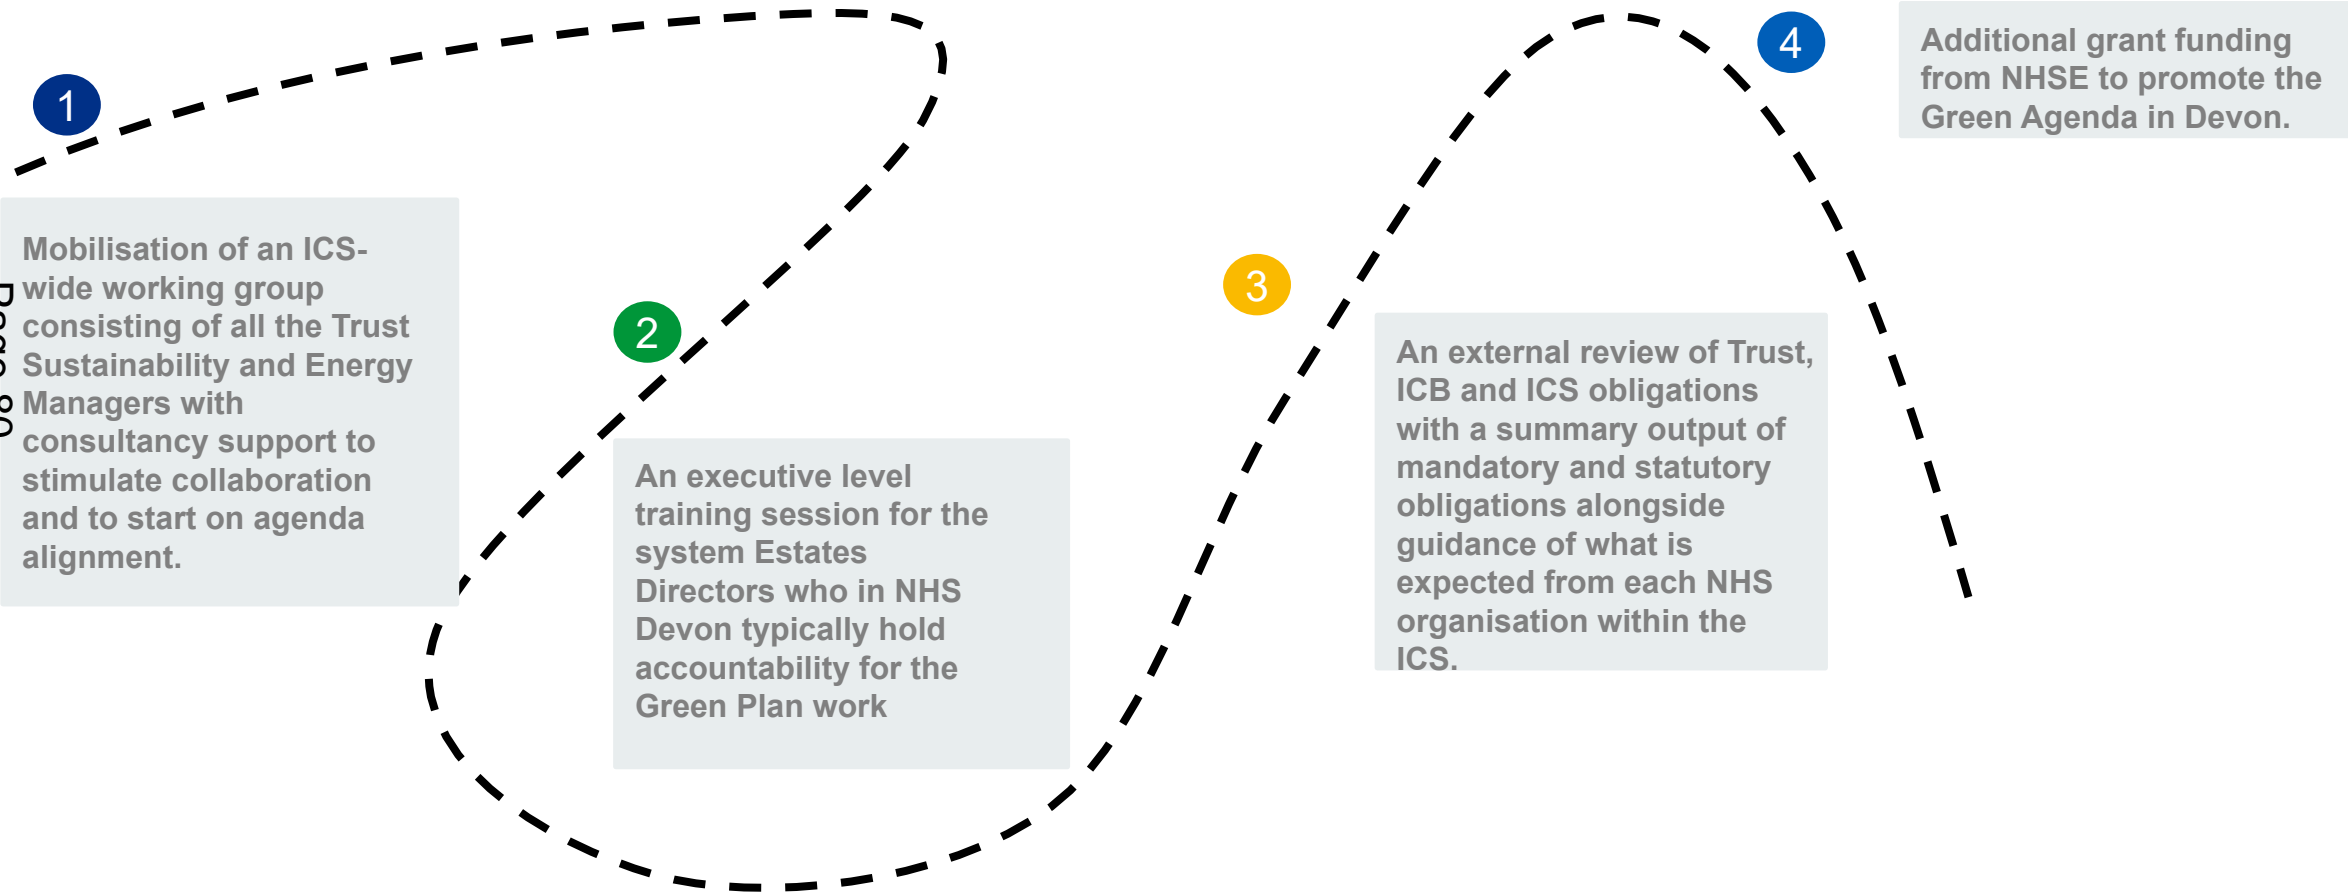 1
Mobilisation of an ICS-
wide working group
consisting of all the Trust
Sustainability and Energy
Managers with
consultancy support to
stimulate collaboration
and to start on agenda
alignment.
2
An executive level
training session for the
system Estates
Directors who in NHS
Devon typically hold
accountability for the
Green Plan work
3
An external review of Trust,
ICB and ICS obligations
with a summary output of
mandatory and statutory
obligations alongside
guidance of what is
expected from each NHS
organisation within the
ICS.
4
Additional grant funding
from NHSE to promote the
Green Agenda in Devon.